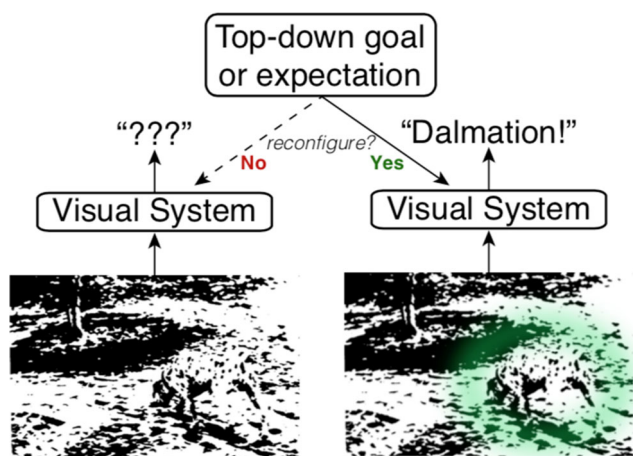 Top-down goal
or expectation
“???”
reconfigure?
“Dalmation!”
No
Yes
Visual System
Visual System